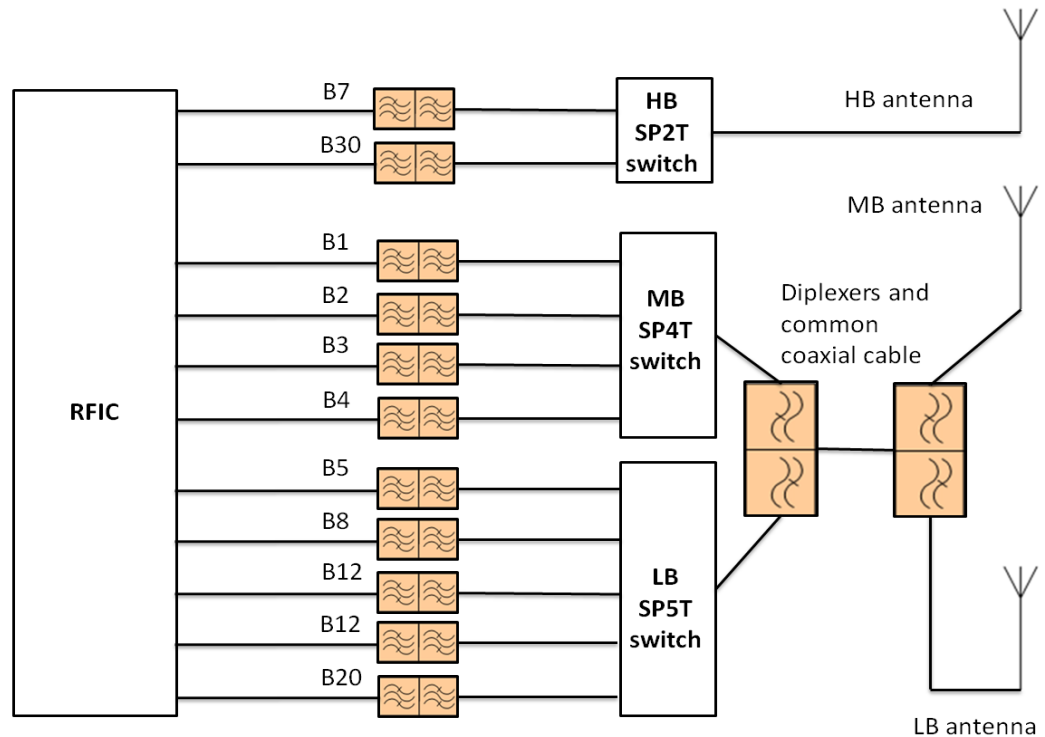 RFIC
B7
B30
HB
SP2T
switch
HB antenna
B1
B2
B3
B4
MB
SP4T
switch
MB antenna
Diplexers and
common
coaxial cable
B5
B8
B12
B12
B20
LB
SP5T
switch
LB antenna